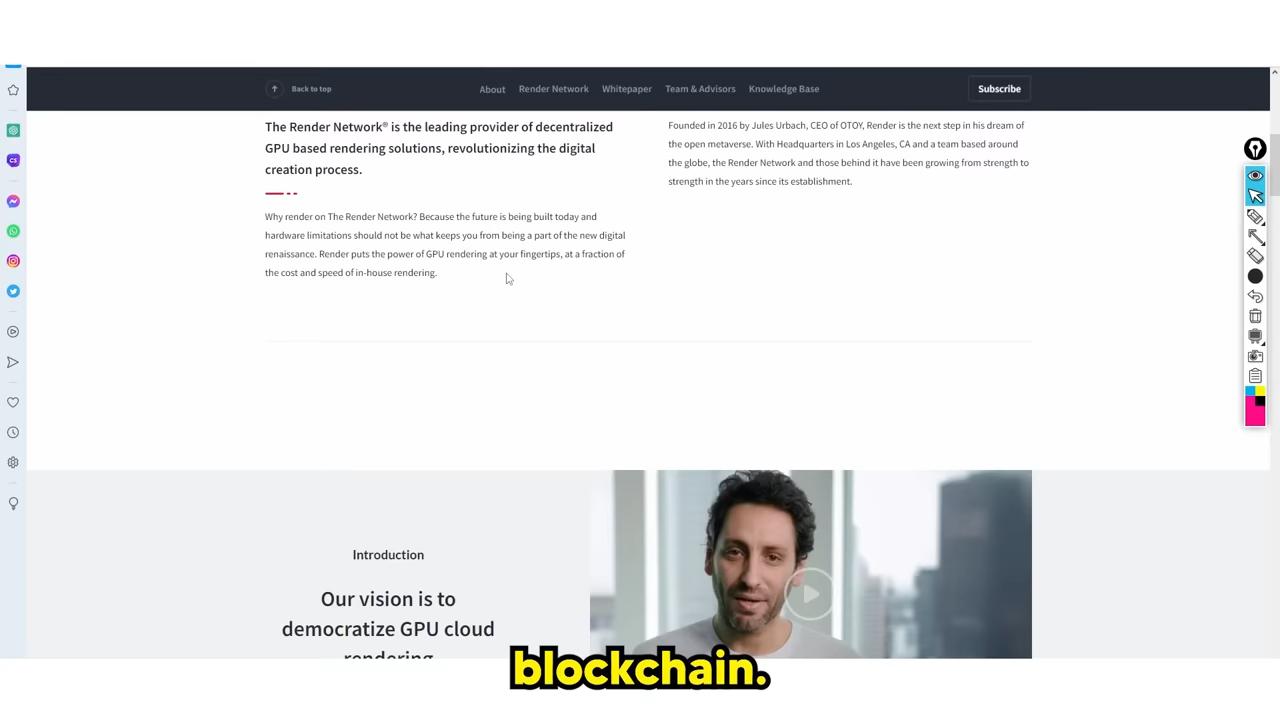 Back to top
About
Render Network
Whitepaper
Team & Advisors
Knowledge Base
Subscribe
The Render Network® is the leading provider of decentralized
GPU based rendering solutions, revolutionizing the digital
creation process.
Why render on The Render Network? Because the future is being built today and
hardware limitations should not be what keeps you from being a part of the new digital
renaissance. Render puts the power of GPU rendering at your fingertips, at a fraction of
the cost and speed of in-house rendering.
Founded in 2016 by Jules Urbach, CEO of OTOY, Render is the next step in his dream of
the open metaverse. With Headquarters in Los Angeles, CA and a team based around
the globe, the Render Network and those behind it have been growing from strength to
strength in the years since its establishment.
Introduction
Our vision is to
democratize GPU cloud
rendering
blockchain.
CS